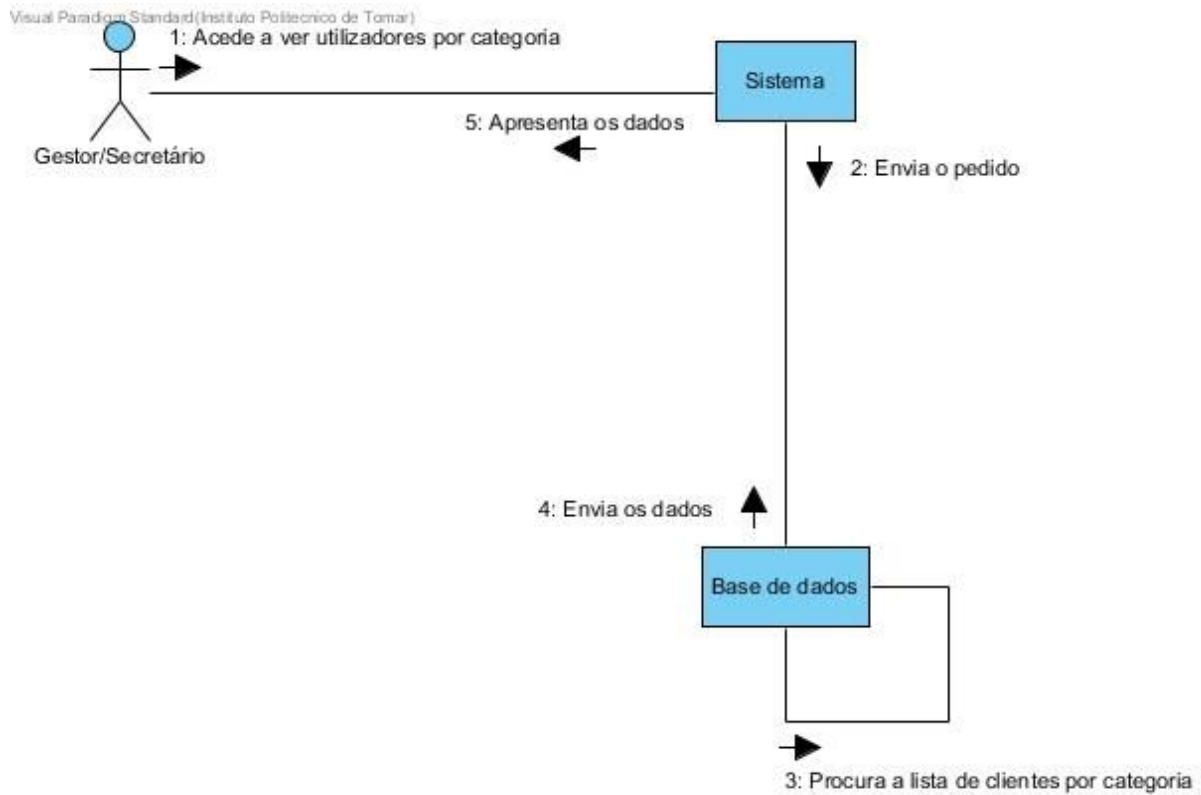 Visual Paradigm Standard(Instituto Politecnico de Tomar)
1: Acede a ver utilizadores por categoria
Sistema
5: Apresenta os dados
Gestor/Secretário
2: Envia o pedido
4: Envia os dados
Base de dados
3: Procura a lista de clientes por categoria